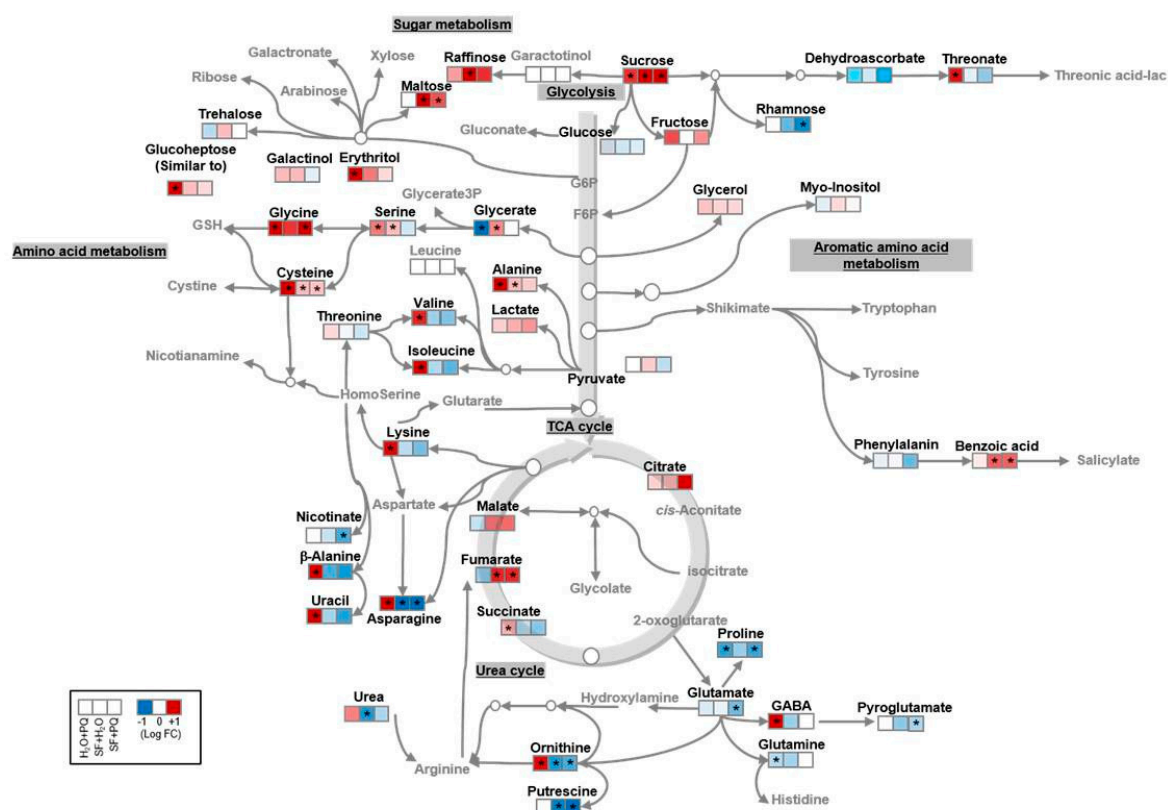 Sugar metabolism
Galactronate
Xylose
Raffinose
Garactotinol
Sucrose
Dehydroascorbate
Threonate
Threonic acid-lac
Ribose
Arabinose
Maltose
Glycolysis
Rhamnose
Trehalose
Gluconate
Glucose
Fructose
Glucoheptose
(Similar to)
Galactinol
Erythritol
G6P
Glycerol
Myo-Inositol
Glycerate3P
F6P
GSH
Glycine
Serine
Glycerate
Amino acid metabolism
Aromatic amino acid
metabolism
Leucine
Cystine
Cysteine
Alanine
Threonine
Valine
Lactate
Shikimate
Tryptophan
Nicotianamine
Isoleucine
Pyruvate
Tyrosine
HomoSerine
Glutarate
TCA cycle
Lysine
Phenylalanin
Benzoic acid
Salicylate
Citrate
Aspartate
Malate
cis-Aconitate
Nicotinate
β-Alanine
Fumarate
Glycolate
isocitrate
Uracil
Asparagine
Succinate
2-oxoglutarate
Proline
Urea cycle
Urea
Hydroxylamine
Glutamate
GABA
Pyroglutamate
Arginine
Ornithine
Glutamine
Putrescine
Histidine
H₂O+PQ
SF+H₂O
SF+PQ
-1 0 +1
(Log FC)